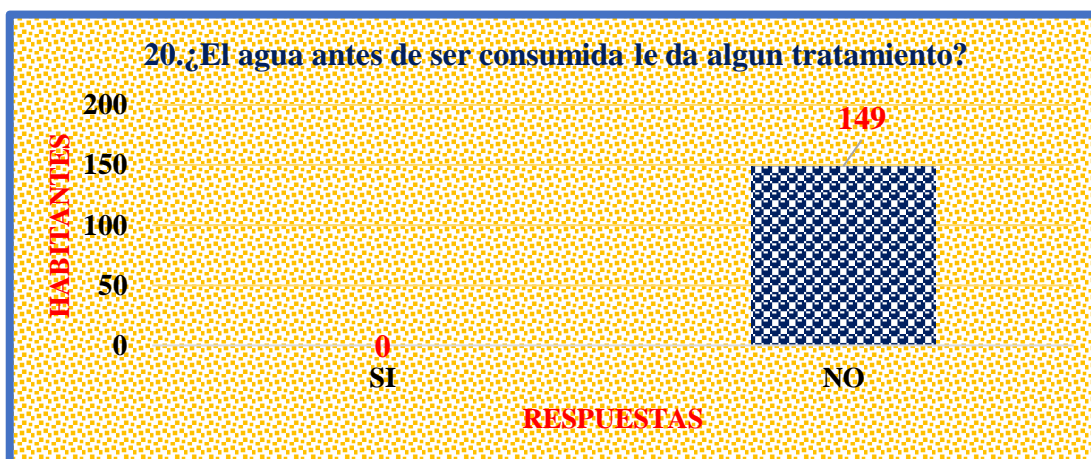 20.¿El agua antes de ser consumida le da algun tratamiento?
200
150
100
50
0
HABITANTES
149
0
SI
NO
RESPUESTAS